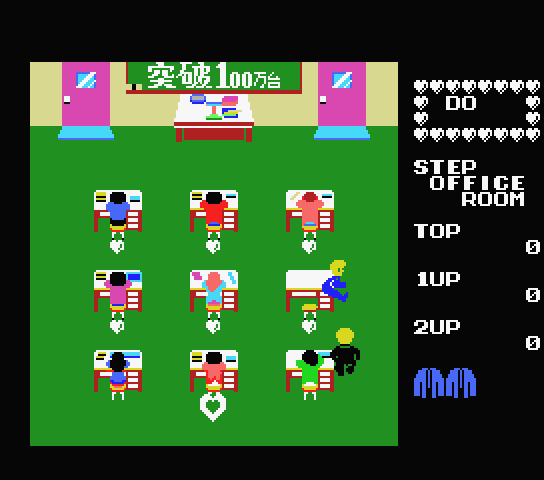 突破100万台
DO
STEP
OFFICE
ROOM
TOP
0
1UP
0
2UP
0